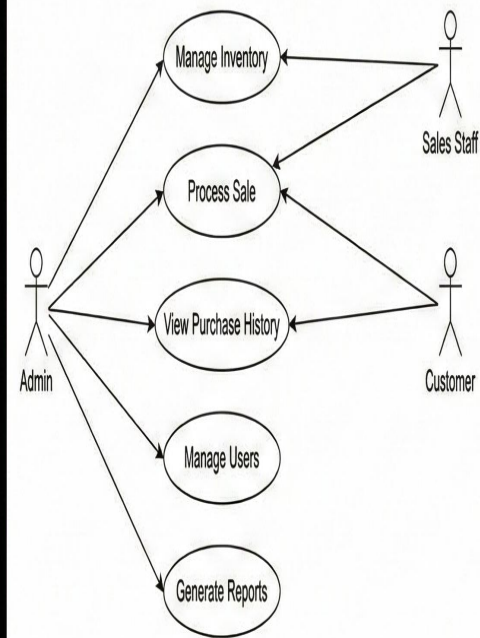 Manage Inventory
Sales Staff
Process Sale
View Purchase History
Admin
Customer
Manage Users
Generate Reports